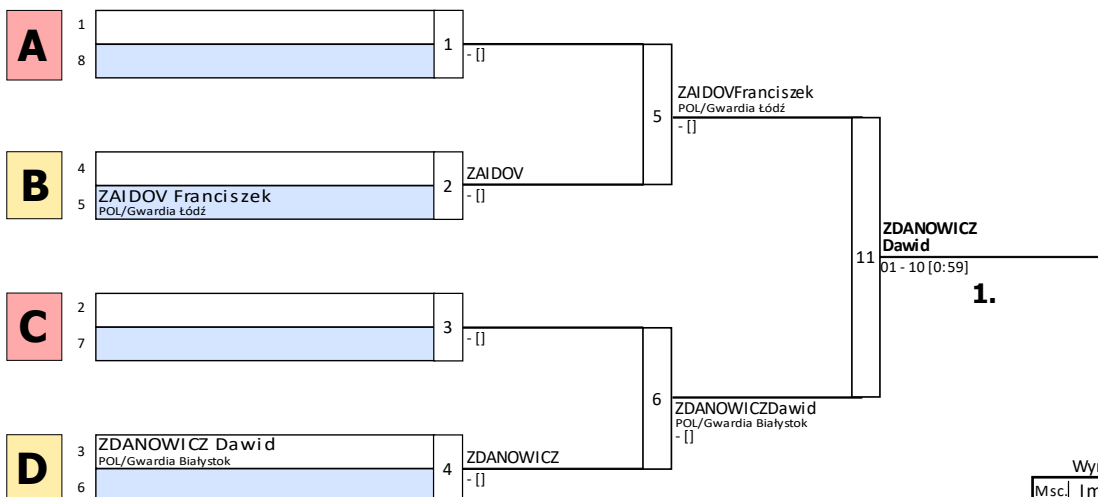 A
1
8
1
- []
B
4
5
ZAIDOV Franciszek
POL/Gwardia Łódź
2
ZAIDOV
- []
5
ZAIDOVFranciszek
POL/Gwardia Łódź
- []
C
2
7
3
- []
D
3
6
ZDANOWICZ Dawid
POL/Gwardia Białystok
4
ZDANOWICZ
- []
6
ZDANOWICZDawid
POL/Gwardia Białystok
- []
11
ZDANOWICZ
Dawid
01 - 10 [0:59]
1.
Msc.